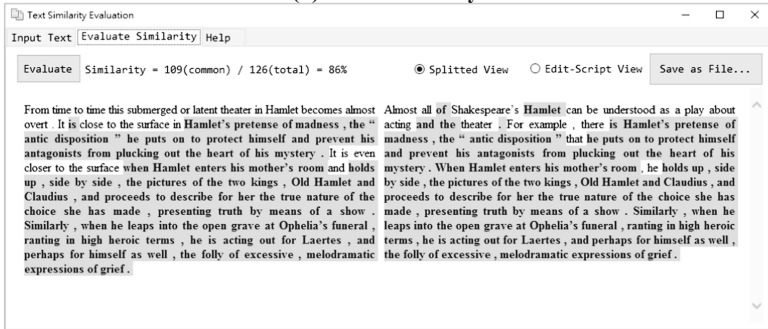 Text Similarity Evaluation
Input Text Evaluate Similarity Help
Evaluate Similarity = 109(common) / 126(total) = 86% Splitted View Edit-Script View Save as File...
From time to time this submerged or latent theater in Hamlet becomes almost
overt . It is close to the surface in Hamlet's pretense of madness , the “
antic disposition ” he puts on to protect himself and prevent his
antagonists from plucking out the heart of his mystery . It is even
closer to the surface when Hamlet enters his mother's room and holds
up , side by side , the pictures of the two kings , Old Hamlet and
Claudius , and proceeds to describe for her the true nature of the
choice she has made , presenting truth by means of a show .
Similarly , when he leaps into the open grave at Ophelia's funeral ,
ranting in high heroic terms , he is acting out for Laertes , and
perhaps for himself as well , the folly of excessive , melodramatic
expressions of grief .
Almost all of Shakespeare's Hamlet can be understood as a play about
acting and the theater . For example , there is Hamlet's pretense of
madness , the “ antic disposition ” that he puts on to protect himself
and prevent his antagonists from plucking out the heart of his
mystery . When Hamlet enters his mother's room , he holds up , side
by side , the pictures of the two kings , Old Hamlet and Claudius , and
proceeds to describe for her the true nature of the choice she has
made , presenting truth by means of a show . Similarly , when he
leaps into the open grave at Ophelia's funeral , ranting in high heroic
terms , he is acting out for Laertes , and perhaps for himself as well ,
the folly of excessive , melodramatic expressions of grief .